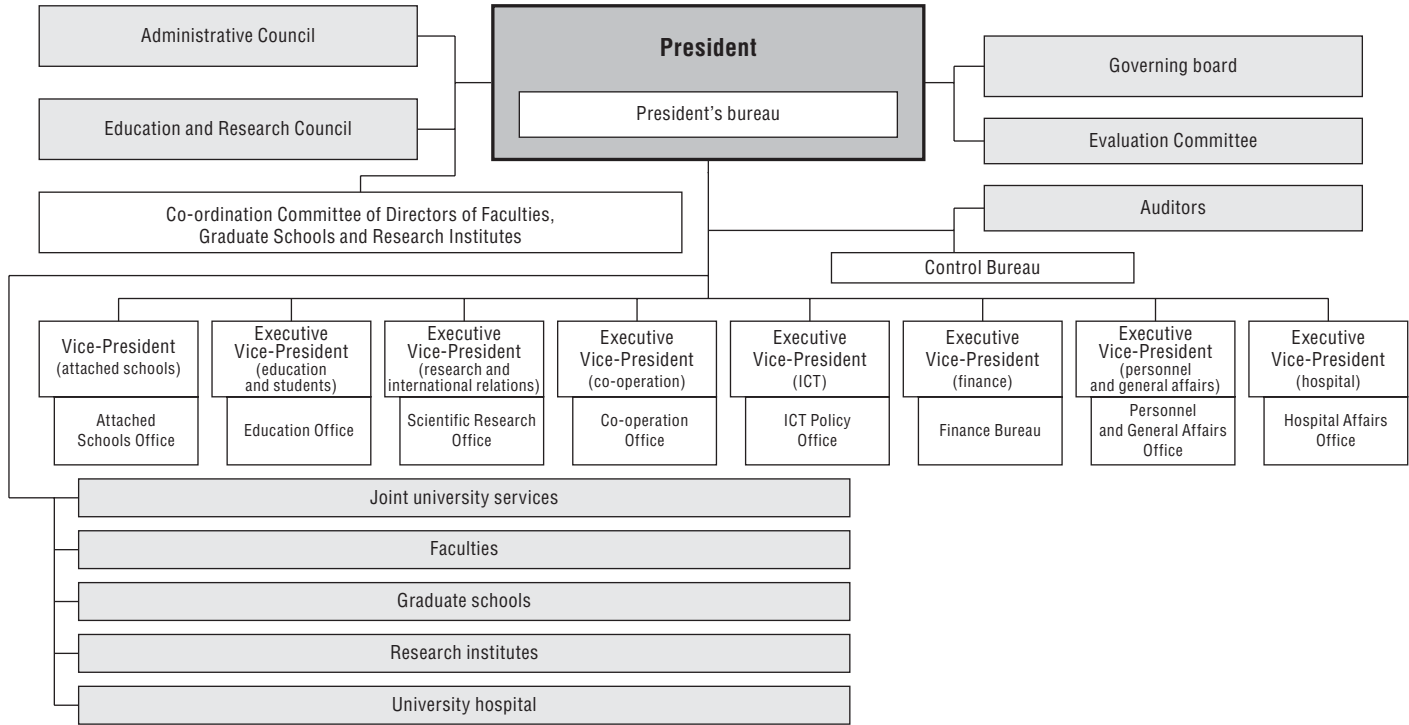 Administrative Council
President
Governing board
President's bureau
Education and Research Council
Evaluation Committee
Co-ordination Committee of Directors of Faculties,
Graduate Schools and Research Institutes
Auditors
Control Bureau
Vice-President
(attached schools)
Attached
Schools Office
Executive
Vice-President
(education
and students)
Education Office
Executive
Vice-President
(research and
international relations)
Scientific Research
Office
Executive
Vice-President
(co-operation)
Co-operation
Office
Executive
Vice-President
(ICT)
ICT Policy
Office
Executive
Vice-President
(finance)
Finance Bureau
Executive
Vice-President
(personnel
and general affairs)
Personnel
and General Affairs
Office
Executive
Vice-President
(hospital)
Hospital Affairs
Office
Joint university services
Faculties
Graduate schools
Research institutes
University hospital